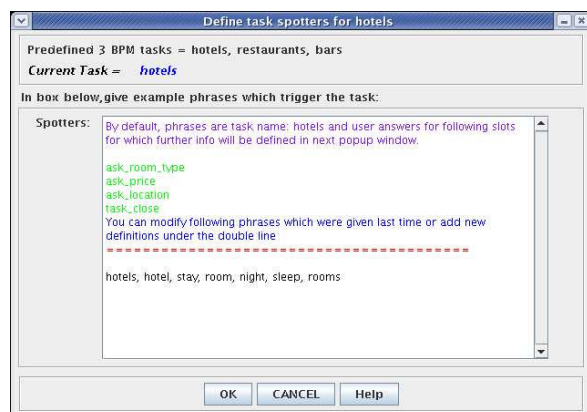 Define task spotters for hotels
Predefined 3 BPM tasks = hotels, restaurants, bars
Current Task = hotels
In box below,give example phrases which trigger the task:
Spotters:
By default, phrases are task name: hotels and user answers for following slots
for which further info will be defined in next popup window.
ask_room_type
ask_price
ask_location
task_close
You can modify following phrases which were given last time or add new
definitions under the double line
========================================
hotels, hotel, stay, room, night, sleep, rooms
OK CANCEL Help